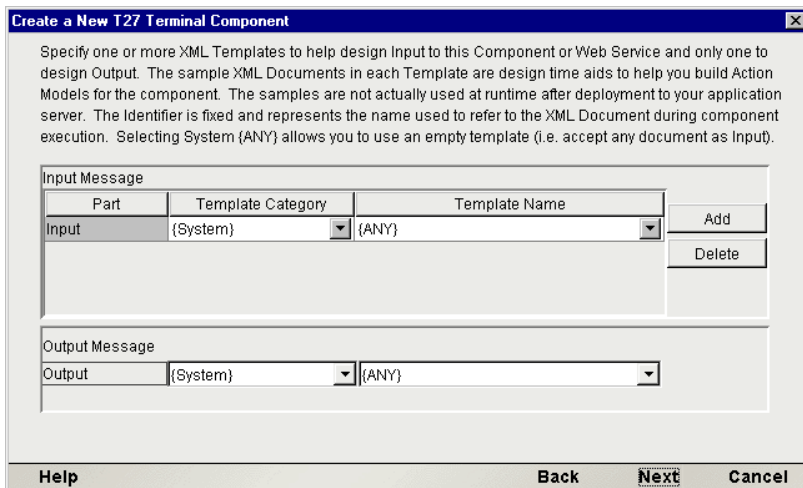 Create a New T27 Terminal Component
Specify one or more XML Templates to help design Input to this Component or Web Service and only one to
design Output. The sample XML Documents in each Template are design time aids to help you build Action
Models for the component. The samples are not actually used at runtime after deployment to your application
server. The Identifier is fixed and represents the name used to refer to the XML Document during component
execution. Selecting System {ANY} allows you to use an empty template (i.e. accept any document as Input).
Input Message
Part Template Category Template Name
Input {System} {ANY}
Add
Delete
Output Message
Output {System} {ANY}
Help Back Next Cancel